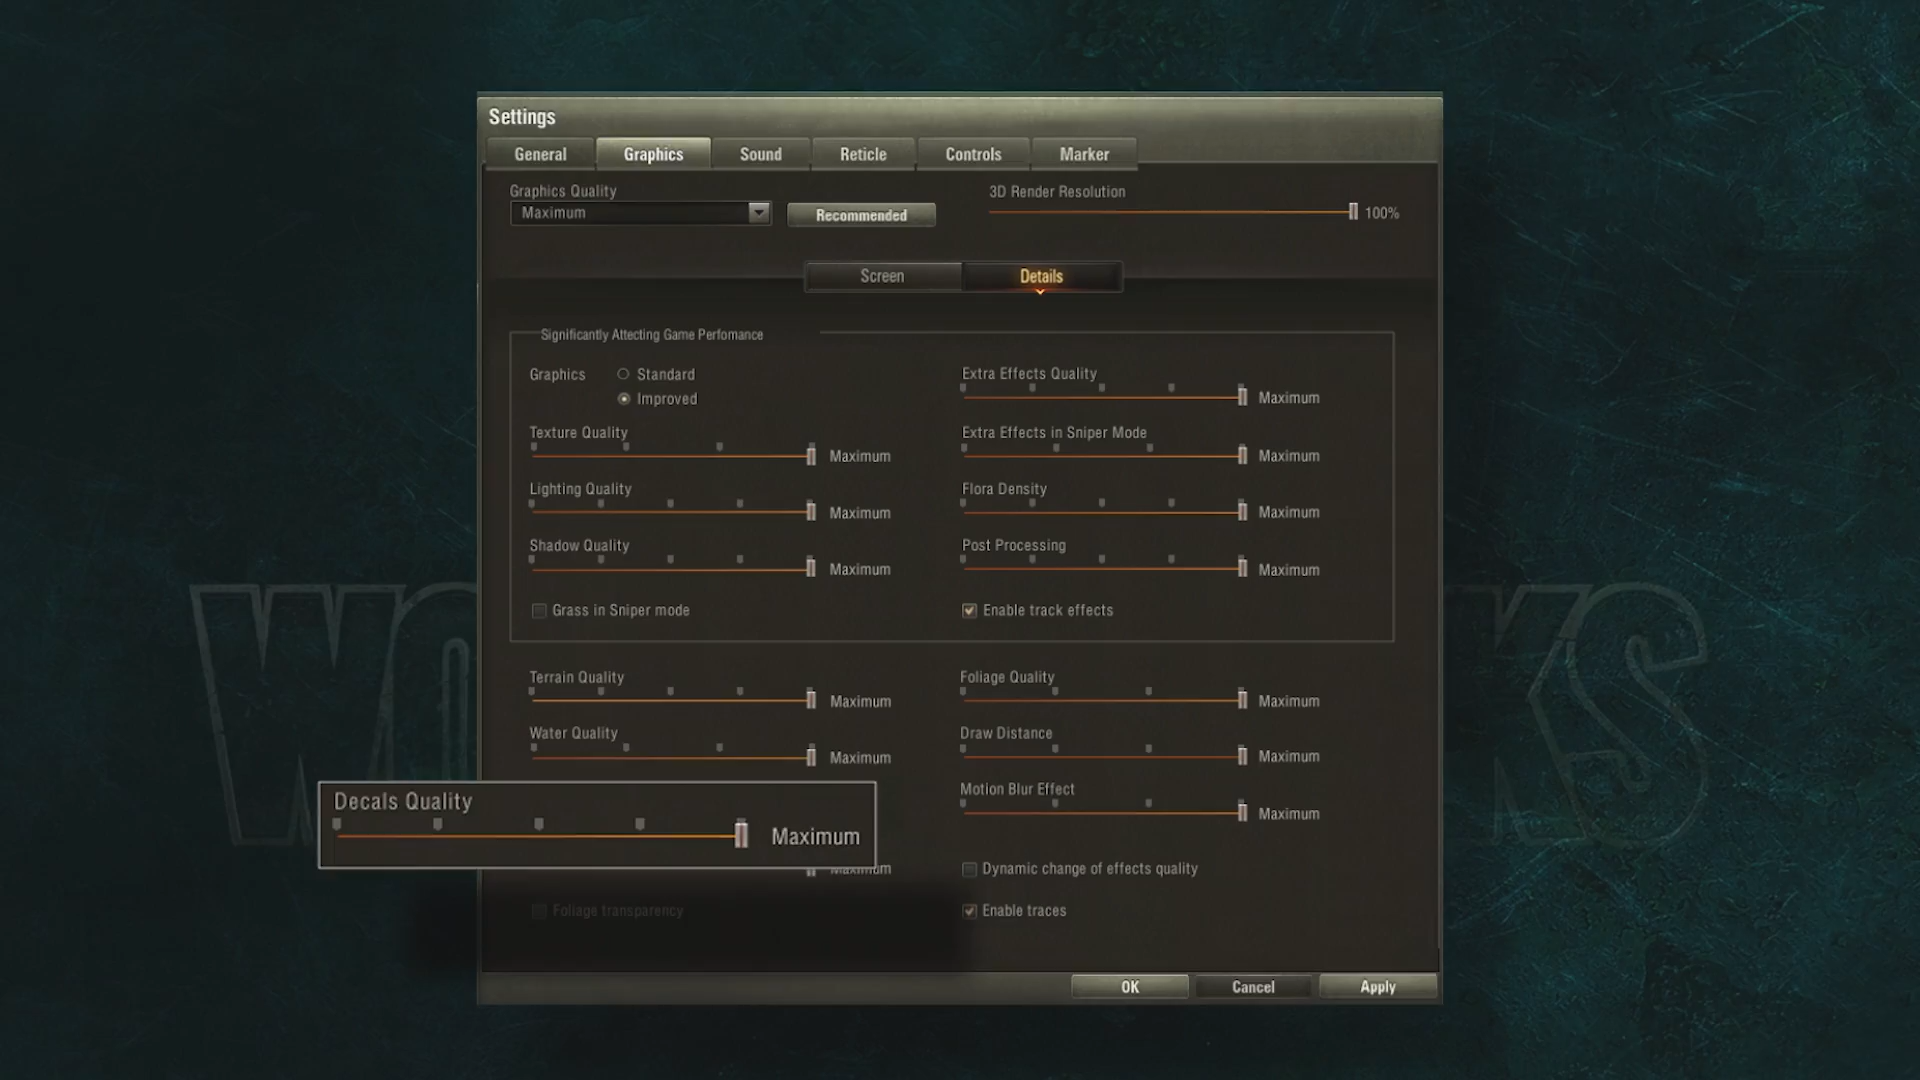 Settings
General
Graphics
Sound
Reticle
Controls
Marker
Graphics Quality
Maximum
Recommended
3D Render Resolution
100%
Screen
Details
Significantly Attecting Game Perfomance
Graphics
Standard
Improved
Extra Effects Quality
Maximum
Texture Quality
Maximum
Extra Effects in Sniper Mode
Maximum
Lighting Quality
Maximum
Flora Density
Maximum
Shadow Quality
Maximum
Post Processing
Maximum
Grass in Sniper mode
Enable track effects
Terrain Quality
Maximum
Foliage Quality
Maximum
Water Quality
Maximum
Draw Distance
Maximum
Decals Quality
Maximum
Motion Blur Effect
Maximum
Maximum
Dynamic change of effects quality
Foliage transparency
Enable traces
OK
Cancel
Apply